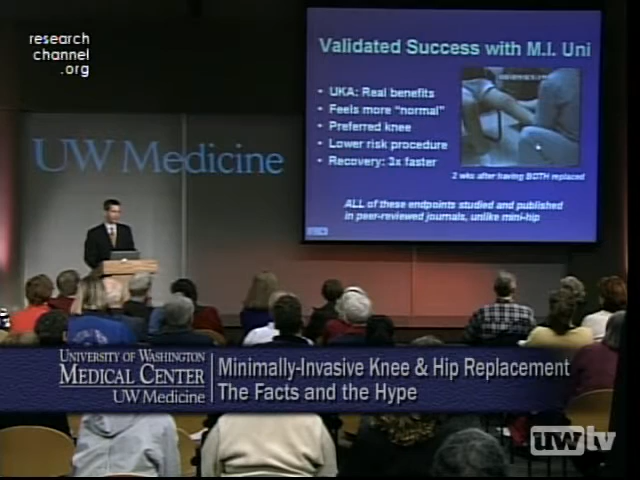 research
channel
.org
Validated Success with M.I. Uni
• UKA: Real benefits
• Feels more “normal”
• Preferred knee
• Lower risk procedure
• Recovery: 3x faster
2 wks after having BOTH replaced
ALL of these endpoints studied and published
in peer-reviewed journals, unlike mini-hip
UW Medicine
UNIVERSITY OF WASHINGTON
MEDICAL CENTER
UW Medicine
Minimally-Invasive Knee & Hip Replacement
The Facts and the Hype
uwtv